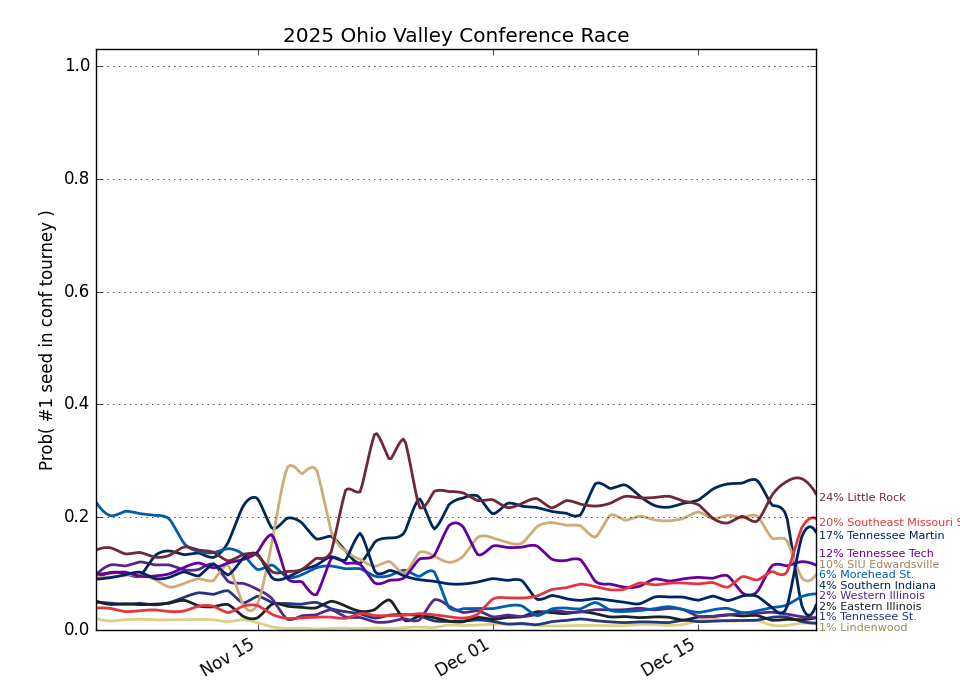 2025 Ohio Valley Conference Race
Prob( #1 seed in conf tourney )
1.0
0.8
0.6
0.4
0.2
0.0
Nov 15
Dec 01
Dec 15
24% Little Rock
20% Southeast Missouri S
17% Tennessee Martin
12% Tennessee Tech
10% SIU Edwardsville
6% Morehead St.
4% Southern Indiana
2% Western Illinois
2% Eastern Illinois
1% Tennessee St.
1% Lindenwood